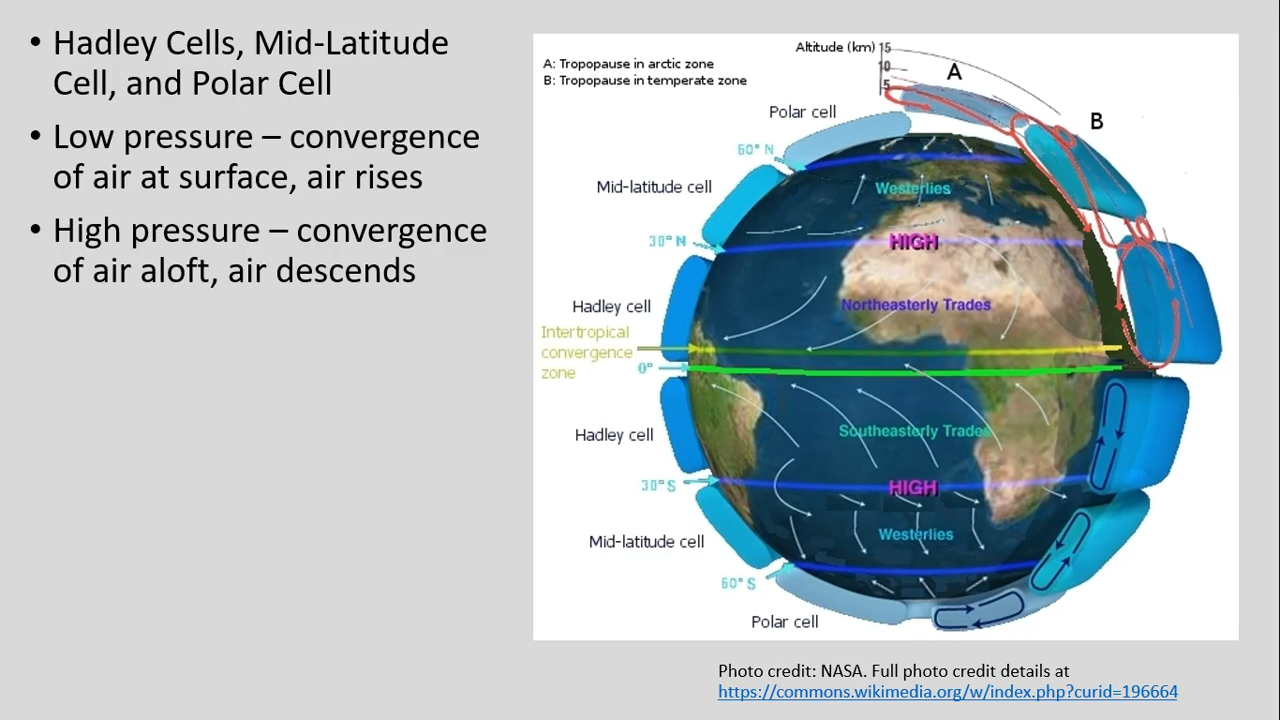 • Hadley Cells, Mid-Latitude
Cell, and Polar Cell
• Low pressure – convergence
of air at surface, air rises
• High pressure – convergence
of air aloft, air descends
Altitude (km) 15
10
5
A: Tropopause in arctic zone
B: Tropopause in temperate zone
A
B
Polar cell
60° N
Mid-latitude cell
Westerlies
30° N
HIGH
Hadley cell
Northeasterly Trades
Intertropical
convergence
zone
0°
Hadley cell
Southeasterly Trades
30° S
HIGH
Westerlies
Mid-latitude cell
60° S
Polar cell
Photo credit: NASA. Full photo credit details at
https://commons.wikimedia.org/w/index.php?curid=196664